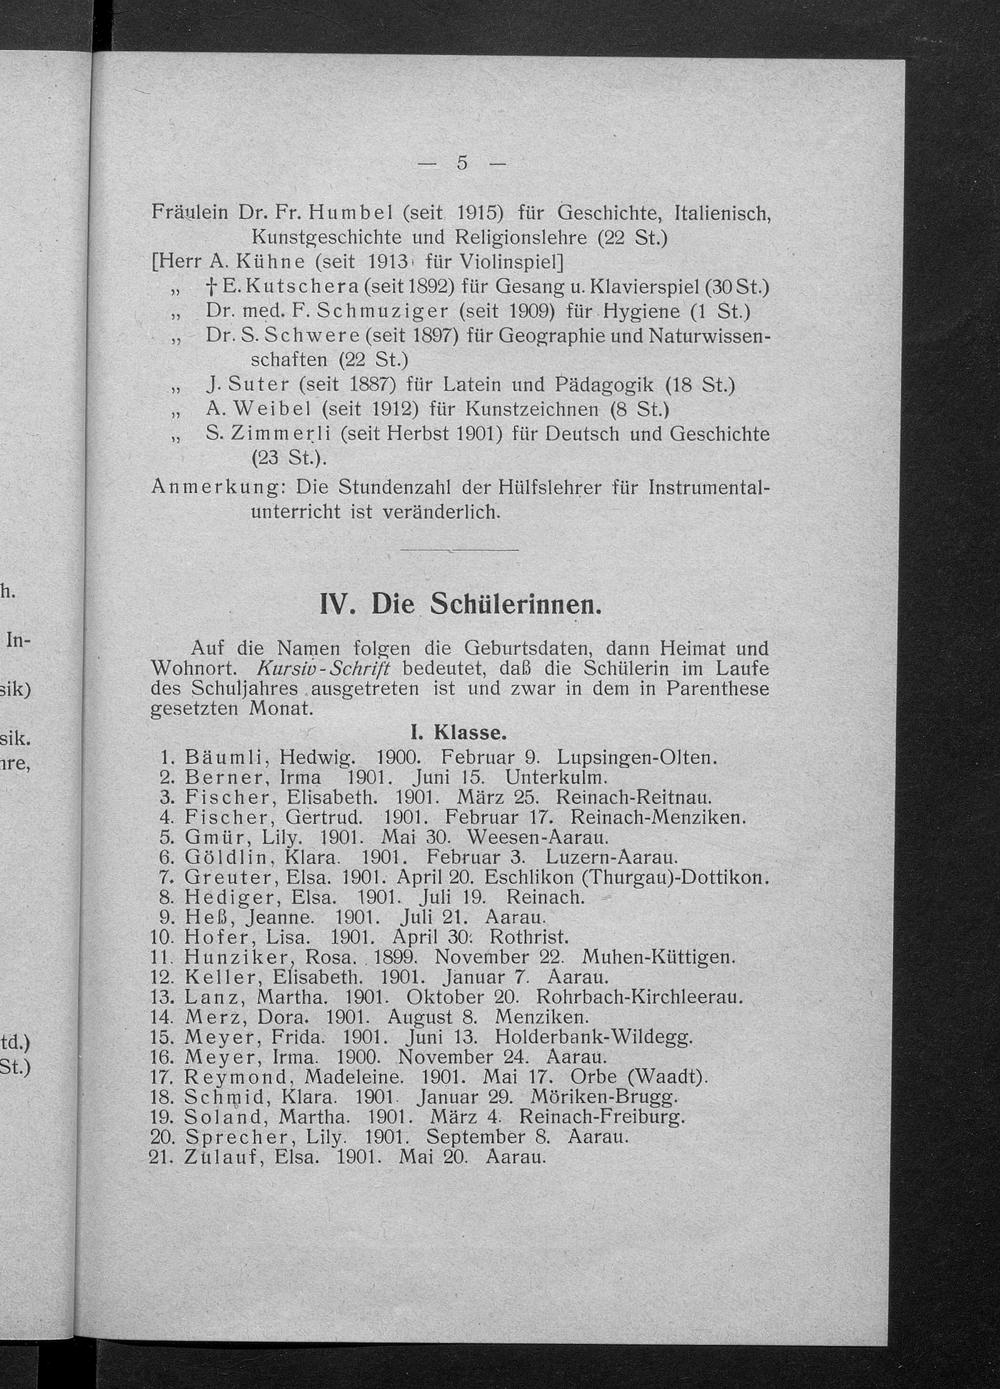 — 5 —
Fräulein Dr. Fr. Humbel (seit 1915) für Geschichte, Italienisch,
Kunstgeschichte und Religionslehre (22 St.)
[Herr A. Kühne (seit 1913 für Violinspiel]
„ † E. Kutschera (seit 1892) für Gesang u. Klavierspiel (30 St.)
„ Dr. med. F. Schmuziger (seit 1909) für Hygiene (1 St.)
„ Dr. S. Schwere (seit 1897) für Geographie und Naturwissen-
schaften (22 St.)
„ J. Suter (seit 1887) für Latein und Pädagogik (18 St.)
„ A. Weibel (seit 1912) für Kunstzeichnen (8 St.)
„ S. Zimmerli (seit Herbst 1901) für Deutsch und Geschichte
(23 St.).
Anmerkung: Die Stundenzahl der Hülfslehrer für Instrumental-
unterricht ist veränderlich.
IV. Die Schülerinnen.
Auf die Namen folgen die Geburtsdaten, dann Heimat und
Wohnort. Kursiv-Schrift bedeutet, daß die Schülerin im Laufe
des Schuljahres ausgetreten ist und zwar in dem in Parenthese
gesetzten Monat.
I. Klasse.
1. Bäumli, Hedwig. 1900. Februar 9. Lupsingen-Olten.
2. Berner, Irma 1901. Juni 15. Unterkulm.
3. Fischer, Elisabeth. 1901. März 25. Reinach-Reitnau.
4. Fischer, Gertrud. 1901. Februar 17. Reinach-Menziken.
5. Gmür, Lily. 1901. Mai 30. Weesen-Aarau.
6. Göldlin, Klara. 1901. Februar 3. Luzern-Aarau.
7. Greuter, Elsa. 1901. April 20. Eschlikon (Thurgau)-Dottikon.
8. Hediger, Elsa. 1901. Juli 19. Reinach.
9. Heß, Jeanne. 1901. Juli 21. Aarau.
10. Hofer, Lisa. 1901. April 30. Rothrist.
11. Hunziker, Rosa. 1899. November 22. Muhen-Küttigen.
12. Keller, Elisabeth. 1901. Januar 7. Aarau.
13. Lanz, Martha. 1901. Oktober 20. Rohrbach-Kirchleerau.
14. Merz, Dora. 1901. August 8. Menziken.
15. Meyer, Frida. 1901. Juni 13. Holderbank-Wildegg.
16. Meyer, Irma. 1900. November 24. Aarau.
17. Reymond, Madeleine. 1901. Mai 17. Orbe (Waadt).
18. Schmid, Klara. 1901. Januar 29. Möriken-Brugg.
19. Soland, Martha. 1901. März 4. Reinach-Freiburg.
20. Sprecher, Lily. 1901. September 8. Aarau.
21. Zulauf, Elsa. 1901. Mai 20. Aarau.